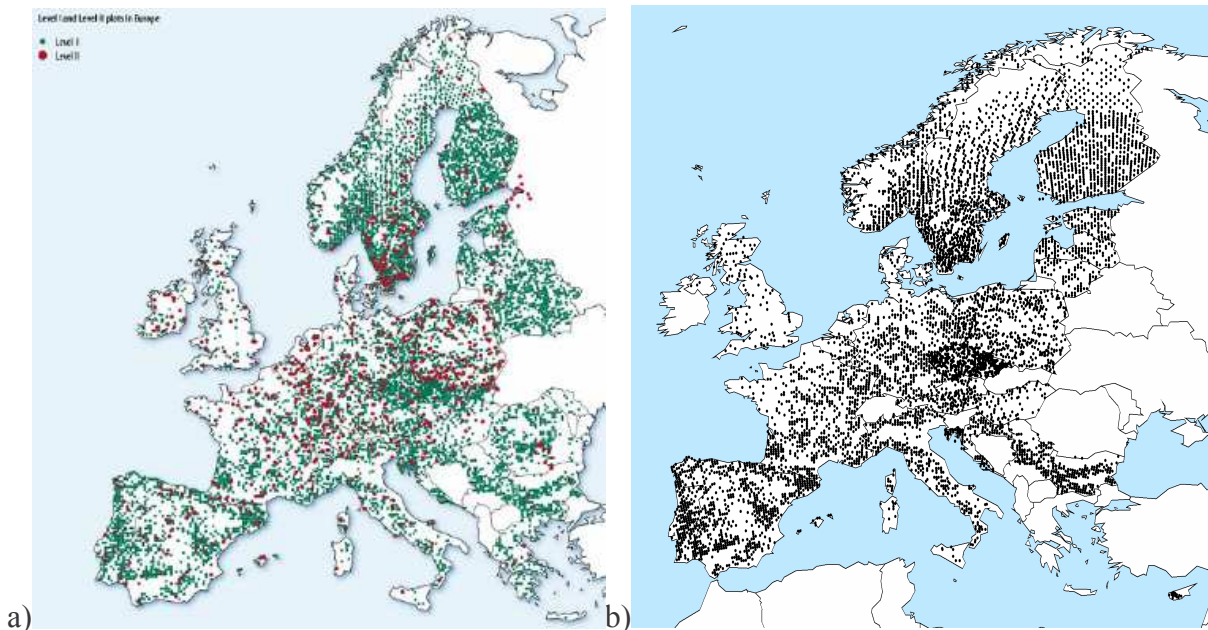 Level I and Level II plots in Europe
Level I
Level II
a)
b)